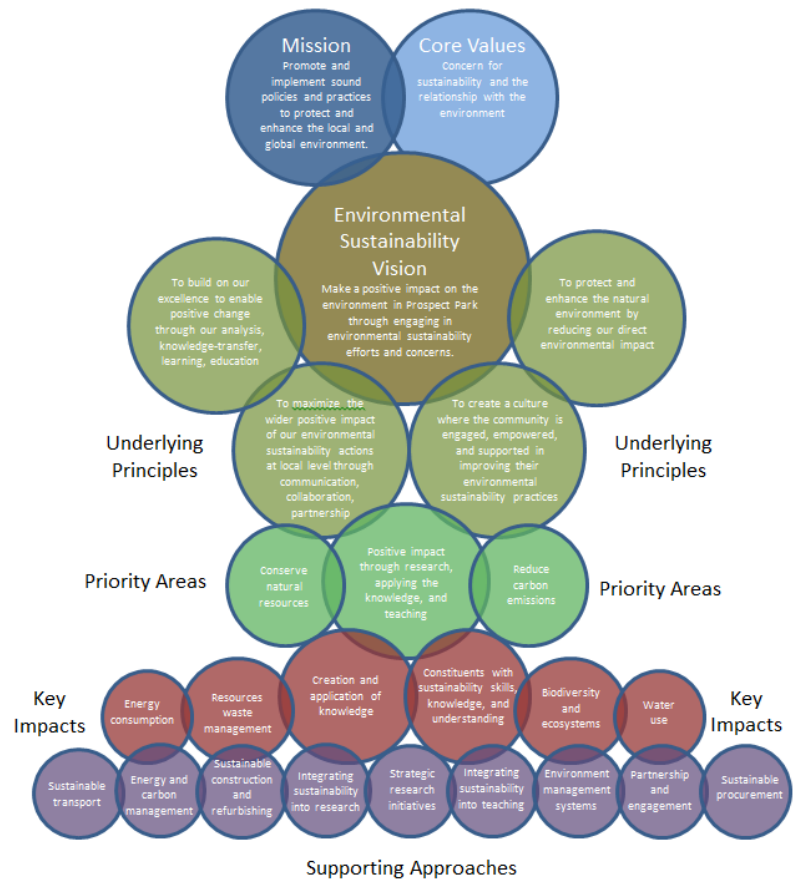 Mission
Promote and
implement sound
policies and practices
to protect and
enhance the local and
global environment.
Core Values
Concern for
sustainability and the
relationship with the
environment
Environmental
Sustainability
Vision
Make a positive impact on the
environment in Prospect Park
through engaging in
environmental sustainability
efforts and concerns.
To build on our
excellence to enable
positive change
through our analysis,
knowledge-transfer,
learning, education
To protect and
enhance the natural
environment by
reducing our direct
environmental impact
Underlying
Principles
To maximize the
wider positive impact
of our environmental
sustainability actions
at local level through
communication,
collaboration,
partnership
To create a culture
where the community is
engaged, empowered,
and supported in
improving their
environmental
sustainability practices
Underlying
Principles
Priority Areas
Conserve
natural
resources
Positive impact
through research,
applying the
knowledge, and
teaching
Reduce
carbon
emissions
Priority Areas
Key
Impacts
Energy
consumption
Resources
waste
management
Creation and
application of
knowledge
Constituents with
sustainability skills,
knowledge, and
understanding
Biodiversity
and
ecosystems
Water
use
Key
Impacts
Sustainable
transport
Energy and
carbon
management
Sustainable
construction
and
refurbishing
Integrating
sustainability
into research
Strategic
research
initiatives
Integrating
sustainability
into teaching
Environment
management
systems
Partnership
and
engagement
Sustainable
procurement
Supporting Approaches